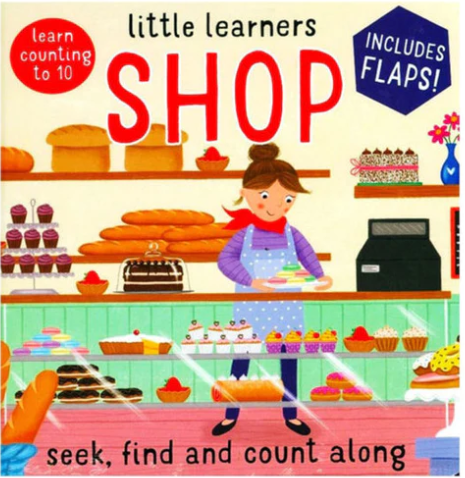 learn
counting
to 10
little learners
SHOP
INCLUDES
FLAPS!
seek, find and count along